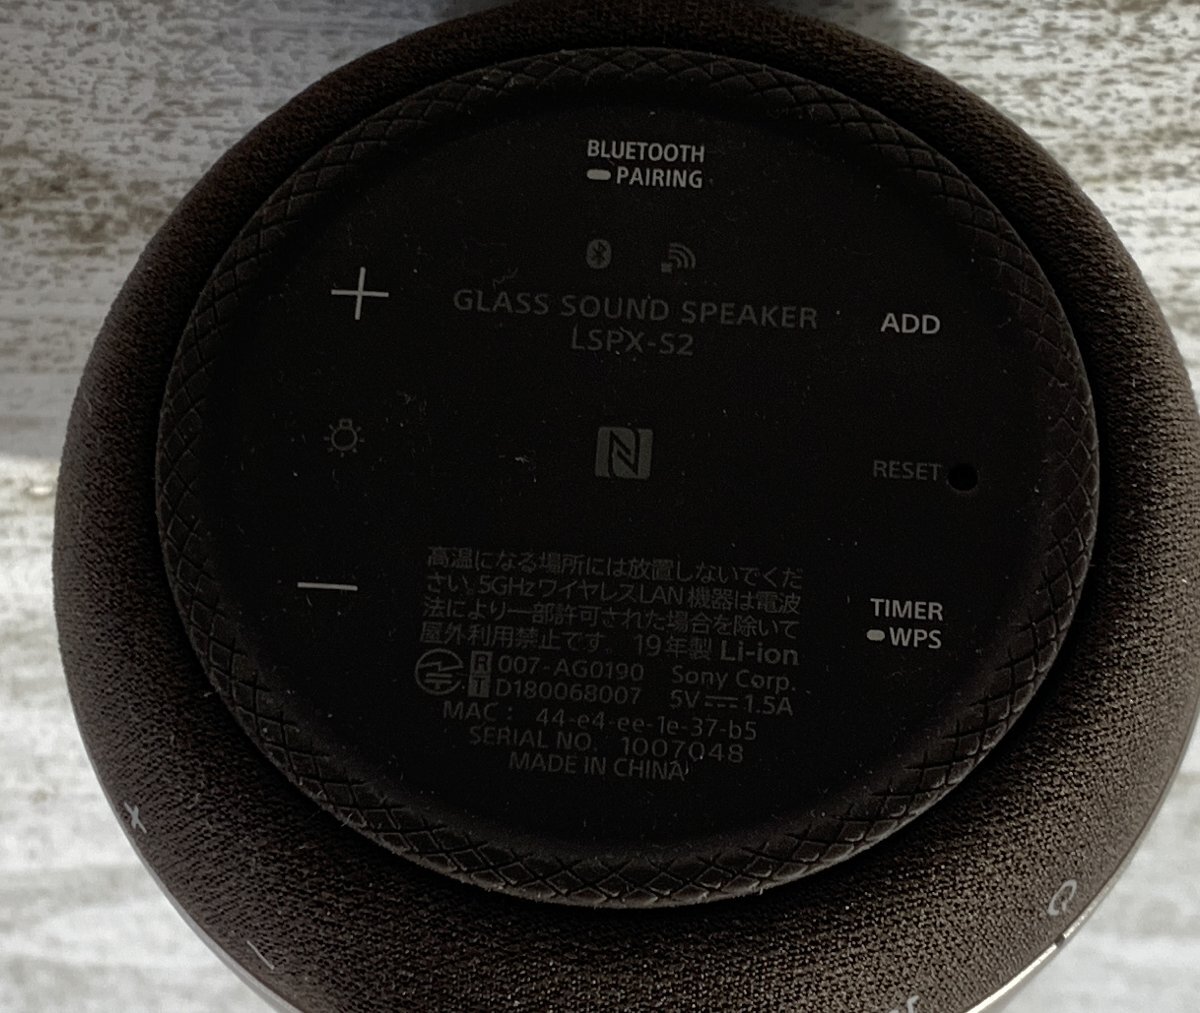 BLUETOOTH
PAIRING
GLASS SOUND SPEAKER
LSPX-S2
ADD
RESET
高温になる場所には放置しないでくだ
さい。5GHzワイヤレスLAN機器は電波
法により一部許可された場合を除いて
屋外利用禁止です。 19年製 Li-ion
R 007-AG0190 Sony Corp.
T D180068007 5V⎓1.5A
MAC: 44-e4-ee-1e-37-b5
SERIAL NO. 1007048
MADE IN CHINA
TIMER
WPS